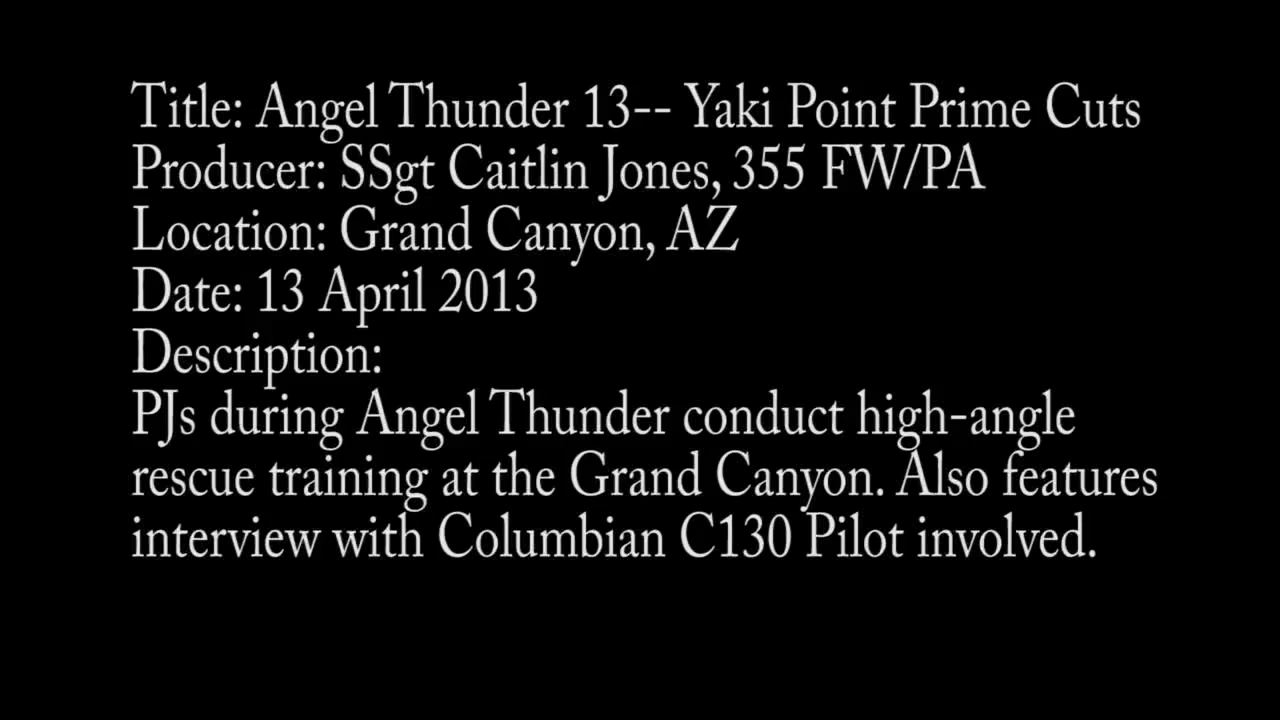 Title: Angel Thunder 13-- Yaki Point Prime Cuts
Producer: SSgt Caitlin Jones, 355 FW/PA
Location: Grand Canyon, AZ
Date: 13 April 2013
Description:
PJs during Angel Thunder conduct high-angle
rescue training at the Grand Canyon. Also features
interview with Columbian C130 Pilot involved.